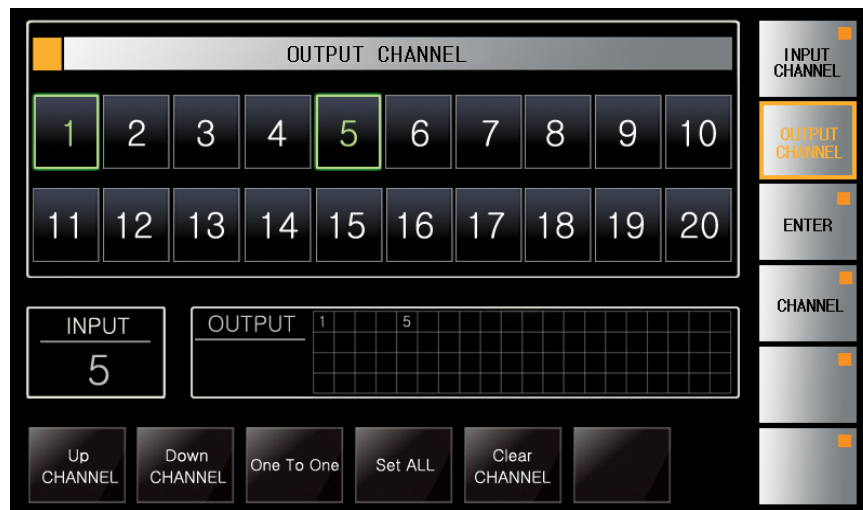 OUTPUT CHANNEL
1 2 3 4 5 6 7 8 9 10
11 12 13 14 15 16 17 18 19 20
INPUT
5
OUTPUT 1 5
Up
CHANNEL
Down
CHANNEL
One To One
Set ALL
Clear
CHANNEL
INPUT
CHANNEL
OUTPUT
CHANNEL
ENTER
CHANNEL